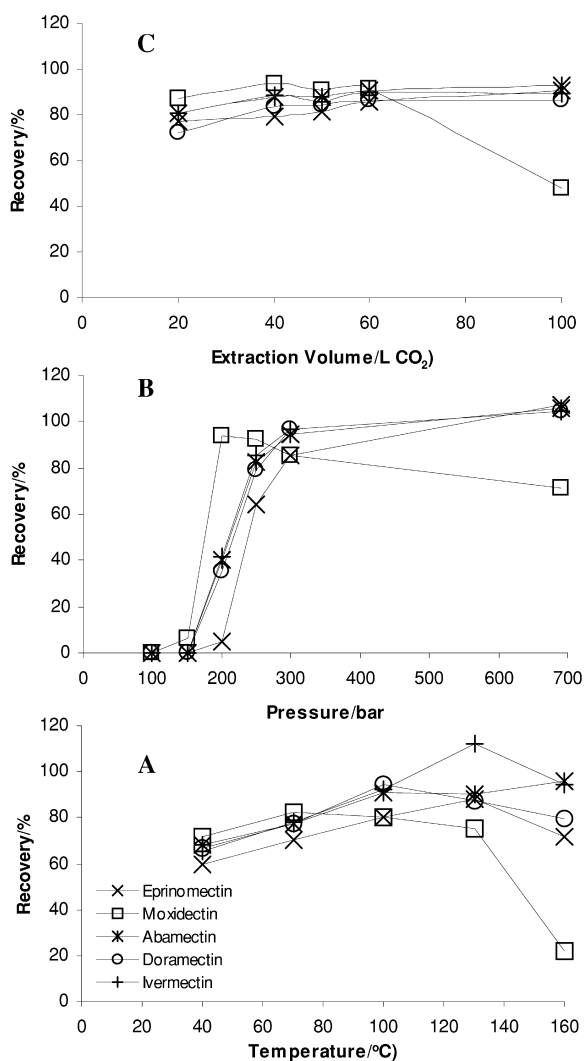 C
120
100
80
60
40
20
0
Recovery/%
0 20 40 60 80 100
Extraction Volume/L CO₂)
B
120
100
80
60
40
20
0
Recovery/%
0 100 200 300 400 500 600 700
Pressure/bar
A
120
100
80
60
40
20
0
Recovery/%
Eprinomectin
Moxidectin
Abamectin
Doramectin
Ivermectin
0 20 40 60 80 100 120 140 160
Temperature/ºC)